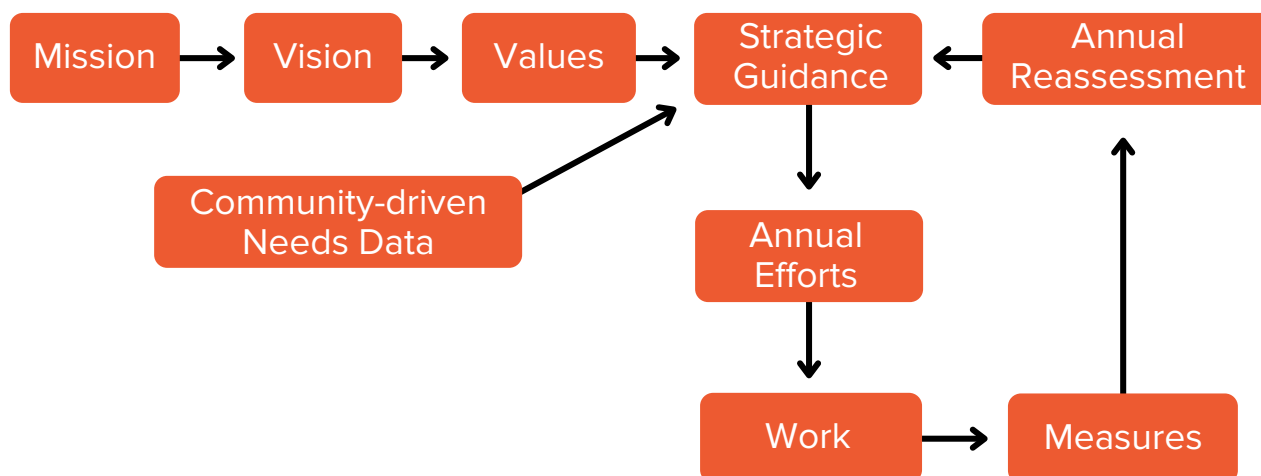 Mission
Vision
Values
Strategic
Guidance
Annual
Reassessment
Community-driven
Needs Data
Annual
Efforts
Work
Measures